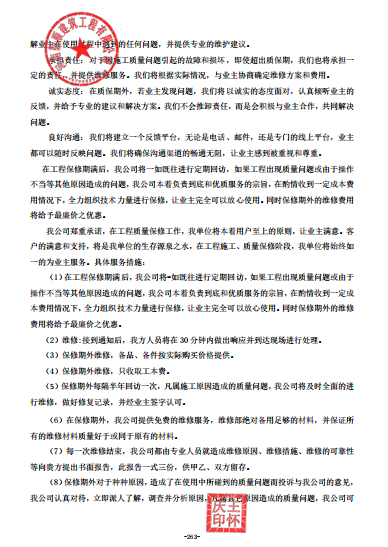 解业主在使用过程中遇到的任何问题，并提供专业的维护建议。
承担责任：对于因施工质量问题引起的故障和损坏，即使超出质保期，我们也将承担一
定的责任，并提供维修服务。我们将根据实际情况，与业主协商确定维修方案和费用。
诚实态度：在质保期外，若业主发现问题，我们将以诚实的态度面对，认真倾听业主的
反馈，并给予专业的建议和解决方案。我们不会推卸责任，而是会积极与业主合作，共同解决
问题。
良好沟通：我们将建立一个反馈平台，无论是电话、邮件，还是专门的线上平台，业主
都可以随时反映问题。我们将确保沟通渠道的畅通无阻，让业主感到被重视和尊重。
在工程保修期满后，我公司将一如既往进行定期回访，如果工程出现质量问题或由于操作
不当等其他原因造成的问题，我公司本着负责到底和优质服务的宗旨，在酌情收到一定成本费
用情况下，全力组织技术力量进行保修，让业主完全可以放心使用。同时保修期外的维修费用
将给予最廉价之优惠。
我公司郑重承诺，在工程质量保修工作，我单位将本着用户至上的原则，让业主满意。客
户的满意和支持，将是我单位的生存源泉之水，在工程施工、质量保修阶段，我单位将始终如
一的为业主服务。具体服务措施：
（1）在工程保修期满后，我公司将一如既往进行定期回访，如果工程出现质量问题或由于
操作不当等其他原因造成的问题，我公司本着负责到底和优质服务的宗旨，在酌情收到一定成
本费用情况下，全力组织技术力量进行保修，让业主完全可以放心使用。同时保修期外的维修
费用将给予最廉价之优惠。
（2）维修:接到通知后，我方人员将在 30 分钟内做出响应并到达现场进行处理。
（3）保修期外维修，备品、备件按实际购买价格提供。
（4）保修期外维修，只收取工本费。
（5）保修期外每隔半年回访一次，凡属施工原因造成的质量问题，我公司将及时全面的进
行维修，做好修复记录，并经业主签字认可。
（6）在保修期外，我公司提供免费的维修服务，维修部绝对备用足够的材料，并保证所有
的维修材料质量好于或同于原有的材料。
（7）每一次维修结束，我公司都由专业人员就造成维修原因、维修措施、维修的可靠性
等向贵方提出书面报告，此报告一式三份，供甲乙、双方留存。
（8）保修期外对于种种原因，造成了在使用中所碰到的质量问题而投诉与我公司的意见，
我公司认真对待，立即派人了解，调查并分析原因，凡属其它原因造成的质量问题，我公司可
-263-